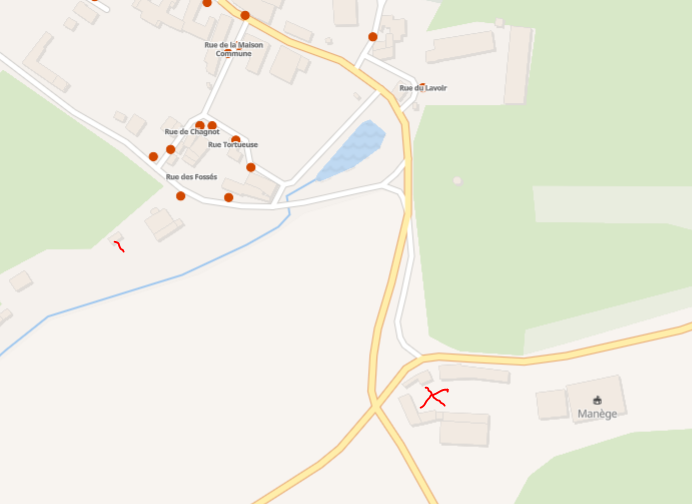 Rue de la Maison
Commune
Rue du Lavoir
Rue de Chagnot
Rue Tortueuse
Rue des Fossés
Manège